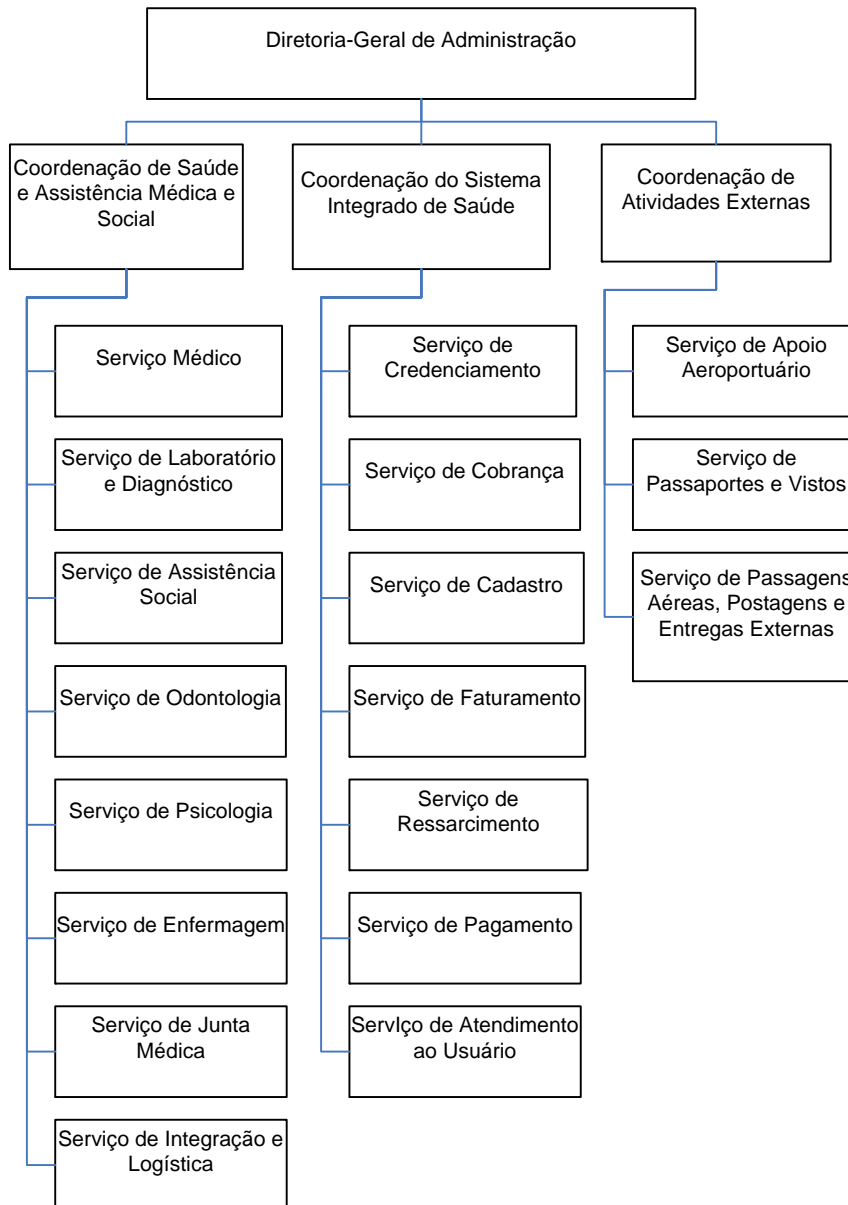 Diretoria-Geral de Administração
Coordenação de Saúde
e Assistência Médica e
Social
Coordenação do Sistema
Integrado de Saúde
Coordenação de
Atividades Externas
Serviço Médico
Serviço de Laboratório
e Diagnóstico
Serviço de Assistência
Social
Serviço de Odontologia
Serviço de Psicologia
Serviço de Enfermagem
Serviço de Junta
Médica
Serviço de Integração e
Logística
Serviço de
Credenciamento
Serviço de Cobrança
Serviço de Cadastro
Serviço de Faturamento
Serviço de
Ressarcimento
Serviço de Pagamento
ServIço de Atendimento
ao Usuário
Serviço de Apoio
Aeroportuário
Serviço de
Passaportes e Vistos
Serviço de Passagens
Aéreas, Postagens e
Entregas Externas